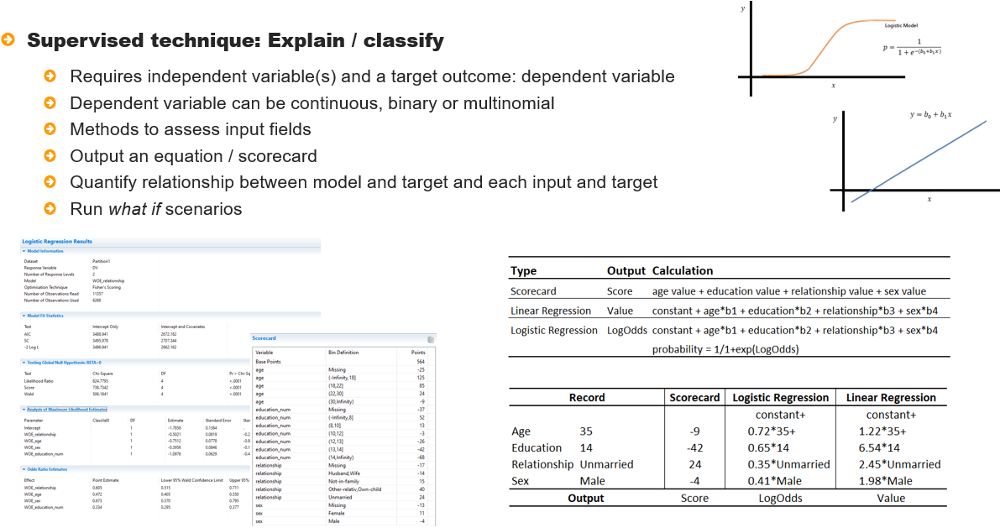 Supervised technique: Explain / classify
Requires independent variable(s) and a target outcome: dependent variable
Dependent variable can be continuous, binary or multinomial
Methods to assess input fields
Output an equation / scorecard
Quantify relationship between model and target and each input and target
Run what if scenarios
y
Logistic Model
p = 1 / 1 + e^-(b₀+b₁x)
x
y
y = b₀ + b₁x
x
Logistic Regression Results
Model Information
Dataset Partition1
Response Variable DV
Number of Response Levels 2
Model WOE_relationship
Optimisation Technique Fisher's Scoring
Number of Observations Read 11357
Number of Observations Used 6268
Model Fit Statistics
Test Intercept Only Intercept and Covariates
AIC 3488.941 2672.162
SC 3495.978 2707.344
-2 Log L 3486.941 2662.162
Testing Global Null Hypothesis: BETA=0
Test Chi-Square DF Pr > Chi-Sq
Likelihood Ratio 824.7795 4 <.0001
Score 738.7342 4 <.0001
Wald 506.1841 4 <.0001
Analysis of Maximum Likelihood Estimates
Parameter ClassVal0 DF Estimate Standard Error Star
Intercept 1 -1.7858 0.1384 .
WOE_relationship 1 -0.5021 0.0819 -0.2
WOE_age 1 -0.7512 0.0778 -0.8
WOE_sex 1 -0.3956 0.0846 -0.1
WOE_education_num 1 -1.0976 0.0629 -0.4
Odds Ratio Estimates
Effect Point Estimate Lower 95% Wald Confidence Limit Upper 95%
WOE_relationship 0.605 0.515 0.711
WOE_age 0.472 0.405 0.550
WOE_sex 0.673 0.570 0.795
WOE_education_num 0.334 0.295 0.377
Scorecard
Variable Bin Definition Points
Base Points 564
age Missing -25
age (-Infinity,18] 125
age (18,22] 85
age (22,30] 24
age (30,Infinity) -9
education_num Missing -37
education_num (-Infinity,8] 52
education_num (8,10] 13
education_num (10,12] -3
education_num (12,13] -26
education_num (13,14] -42
education_num (14,Infinity) -68
relationship Missing -17
relationship Husband,Wife -14
relationship Not-in-family 15
relationship Other-relativ,Own-child 40
relationship Unmarried 24
sex Missing -13
sex Female 11
sex Male -4
Type Output Calculation
Scorecard Score age value + education value + relationship value + sex value
Linear Regression Value constant + age*b1 + education*b2 + relationship*b3 + sex*b4
Logistic Regression LogOdds constant + age*b1 + education*b2 + relationship*b3 + sex*b4
probability = 1/1+exp(LogOdds)
Record Scorecard Logistic Regression Linear Regression
constant+ constant+
Age 35 -9 0.72*35+ 1.22*35+
Education 14 -42 0.65*14 6.54*14
Relationship Unmarried 24 0.35*Unmarried 2.45*Unmarried
Sex Male -4 0.41*Male 1.98*Male
Output Score LogOdds Value